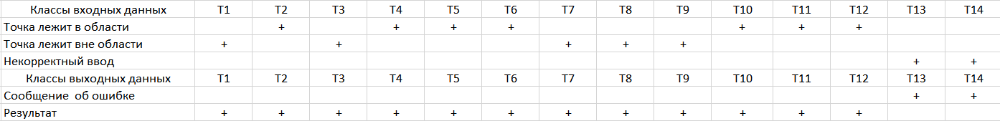 Классы входных данных T1 T2 T3 T4 T5 T6 T7 T8 T9 T10 T11 T12 T13 T14
Точка лежит в области + + + + + + +
Точка лежит вне области + + + + +
Некорректный ввод + +
Классы выходных данных T1 T2 T3 T4 T5 T6 T7 T8 T9 T10 T11 T12 T13 T14
Сообщение об ошибке + +
Результат + + + + + + + + + + + +